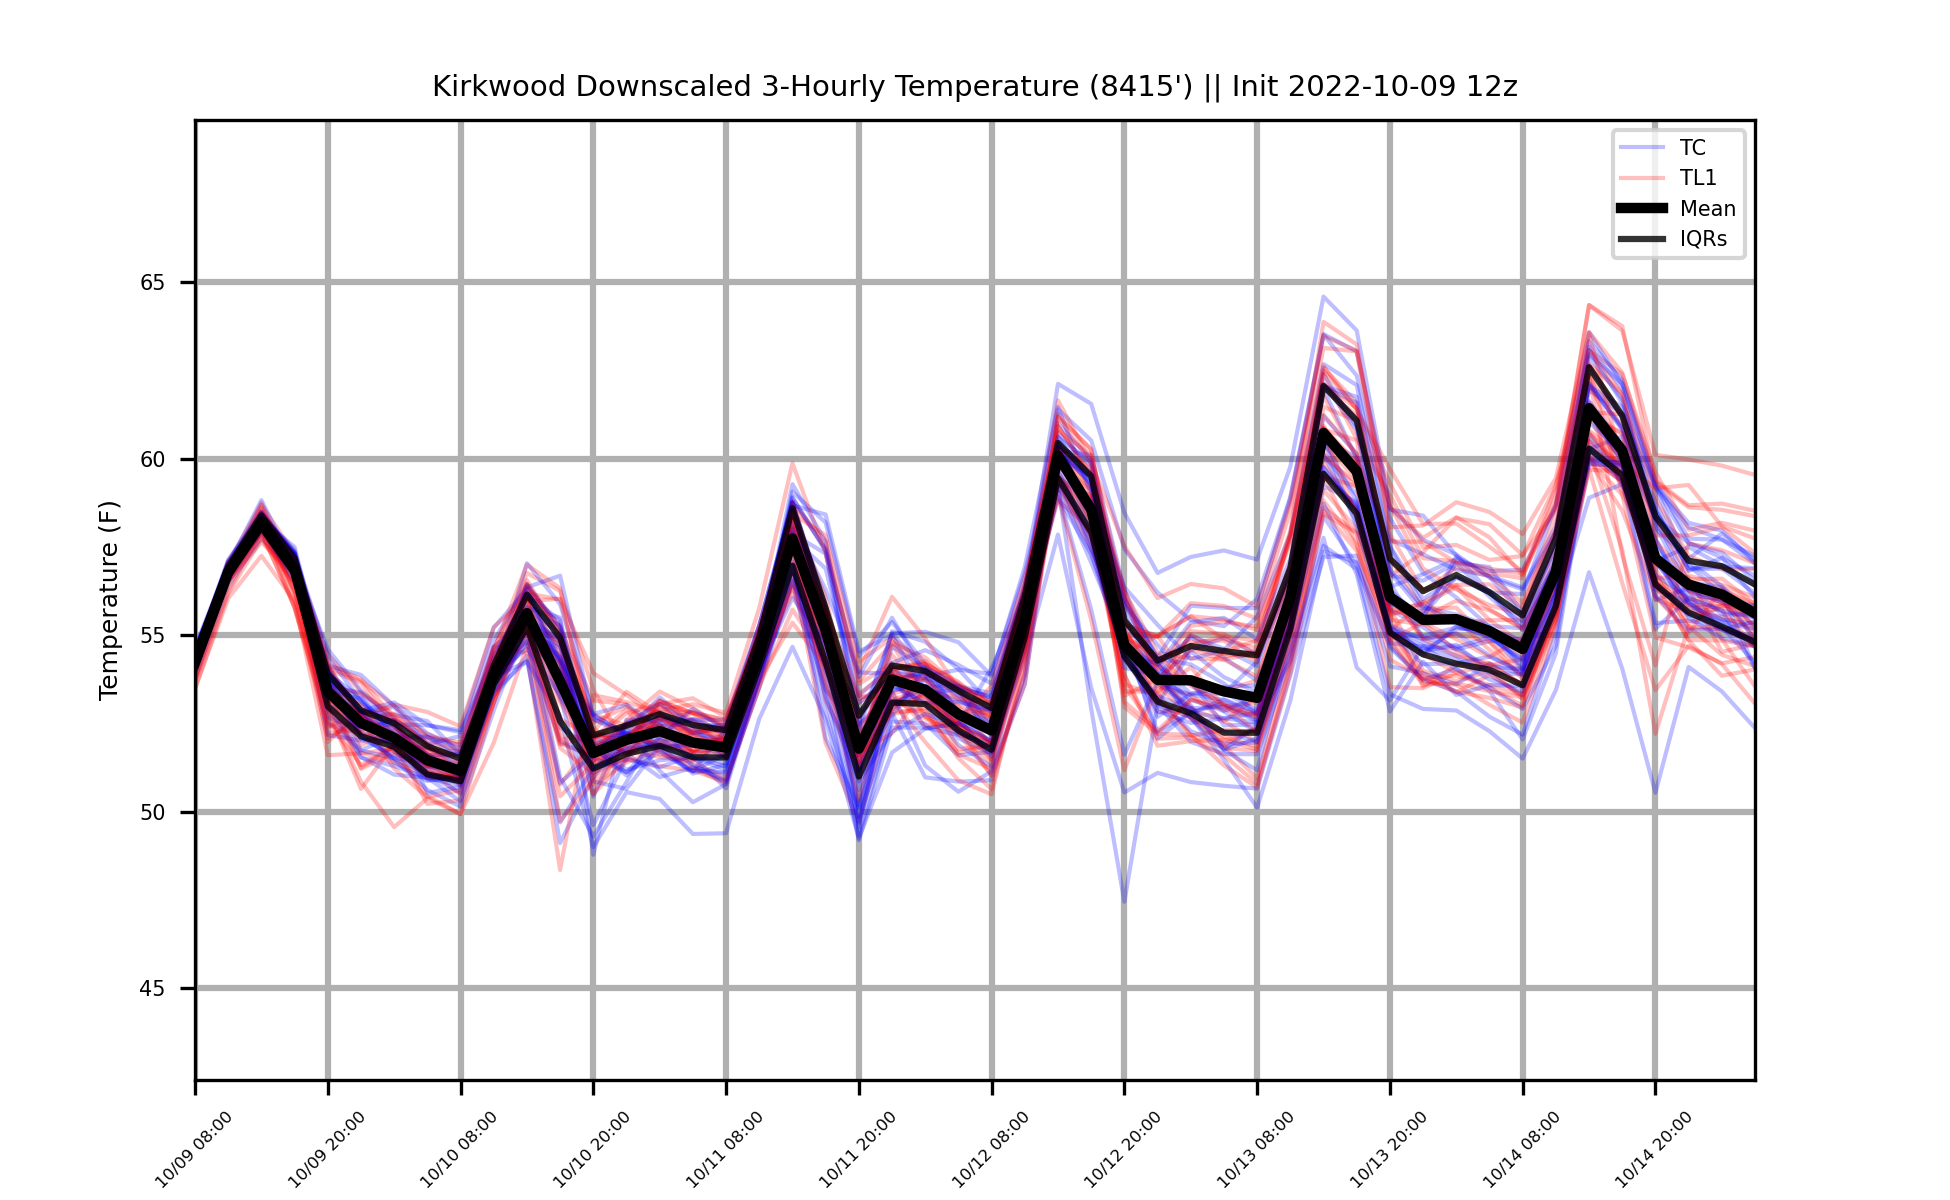 Kirkwood Downscaled 3-Hourly Temperature (8415') || Init 2022-10-09 12z
TC
TL1
Mean
IQRs
Temperature (F)
65
60
55
50
45
10/09 08:00
10/09 20:00
10/10 08:00
10/10 20:00
10/11 08:00
10/11 20:00
10/12 08:00
10/12 20:00
10/13 08:00
10/13 20:00
10/14 08:00
10/14 20:00